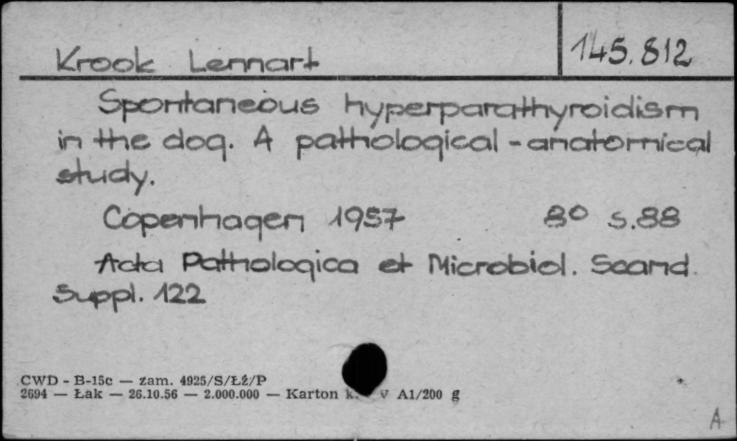 Krook Lennart
145.812
Spontaneous hyperparathyroidism
in the dog. A pathological-anatomical
study.
Copenhagen 1957 8° s.88
Acta Pathologica et Microbiol. Scand.
Suppl. 122
CWD - B-15c — zam. 4925/S/ŁŻ/P
2694 — Łak — 26.10.56 — 2.000.000 — Karton k. V A1/200 g
A